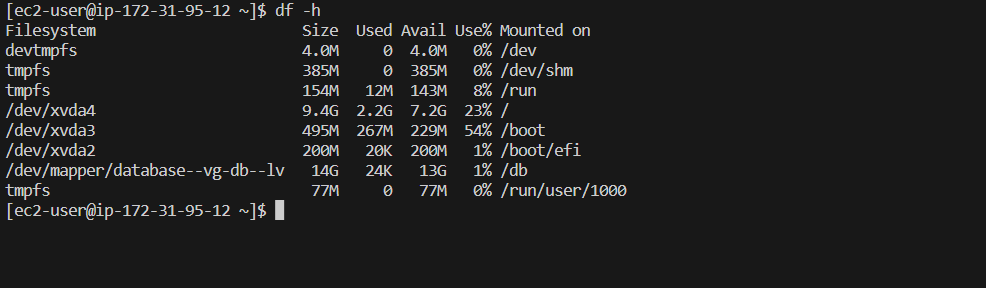 [ec2-user@ip-172-31-95-12 ~]$ df -h
Filesystem                         Size  Used Avail Use% Mounted on
devtmpfs                           4.0M     0  4.0M   0% /dev
tmpfs                              385M     0  385M   0% /dev/shm
tmpfs                              154M   12M  143M   8% /run
/dev/xvda4                         9.4G  2.2G  7.2G  23% /
/dev/xvda3                         495M  267M  229M  54% /boot
/dev/xvda2                         200M   20K  200M   1% /boot/efi
/dev/mapper/database--vg-db--lv     14G   24K   13G   1% /db
tmpfs                               77M     0   77M   0% /run/user/1000
[ec2-user@ip-172-31-95-12 ~]$